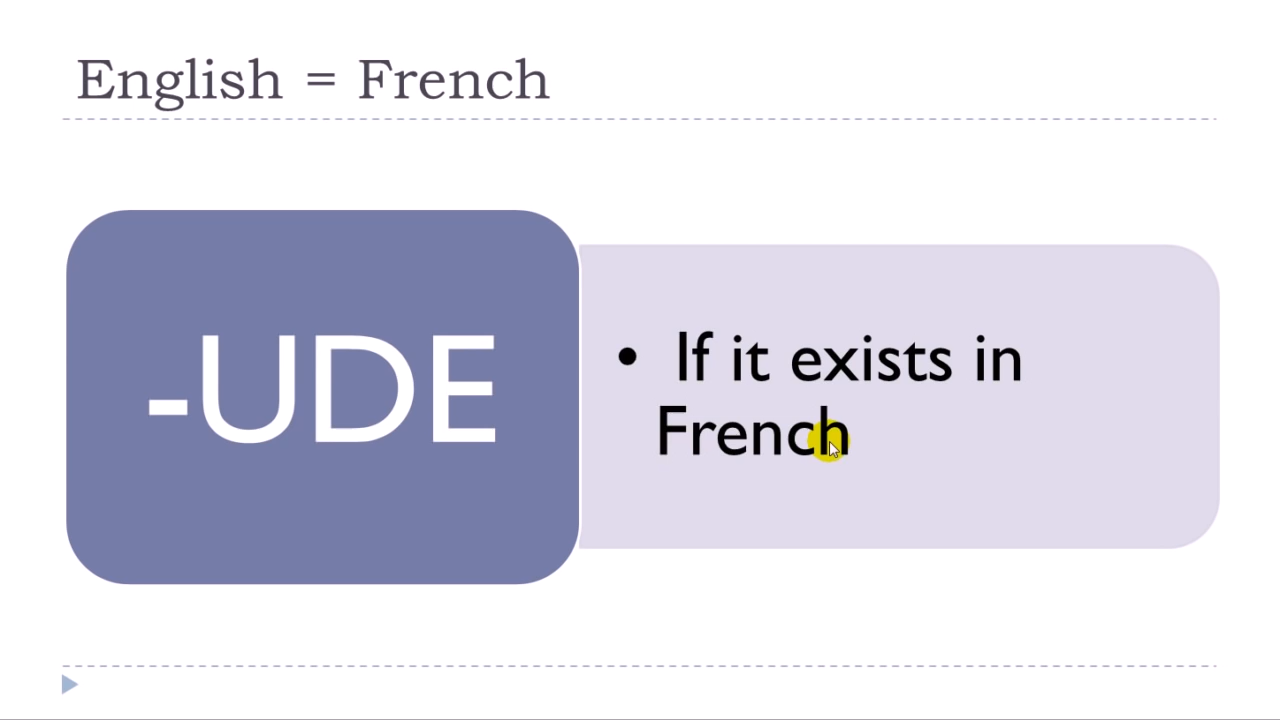 English = French
-UDE
• If it exists in
French